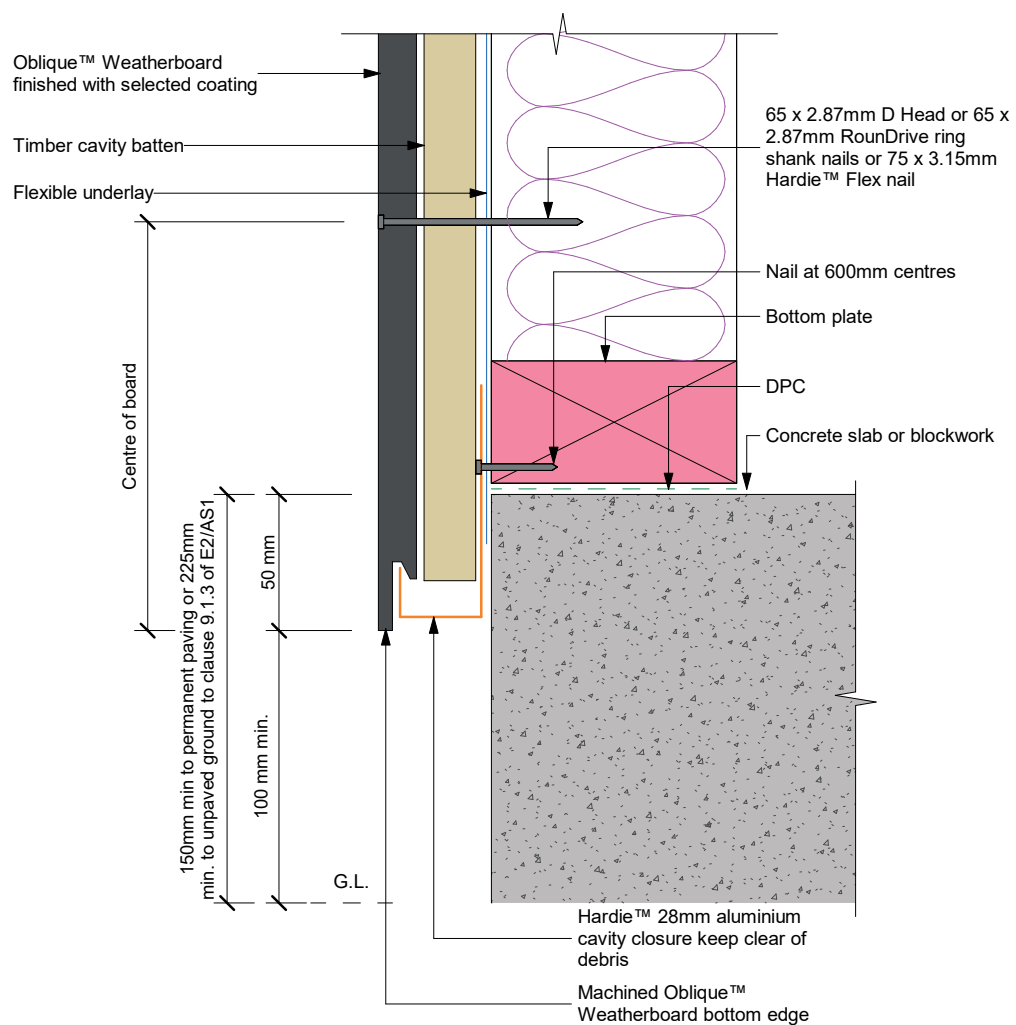 Oblique™ Weatherboard
finished with selected coating
Timber cavity batten
Flexible underlay
65 x 2.87mm D Head or 65 x
2.87mm RounDrive ring
shank nails or 75 x 3.15mm
Hardie™ Flex nail
Nail at 600mm centres
Bottom plate
DPC
Concrete slab or blockwork
Centre of board
150mm min to permanent paving or 225mm
min. to unpaved ground to clause 9.1.3 of E2/AS1
50 mm
100 mm min.
G.L.
Hardie™ 28mm aluminium
cavity closure keep clear of
debris
Machined Oblique™
Weatherboard bottom edge